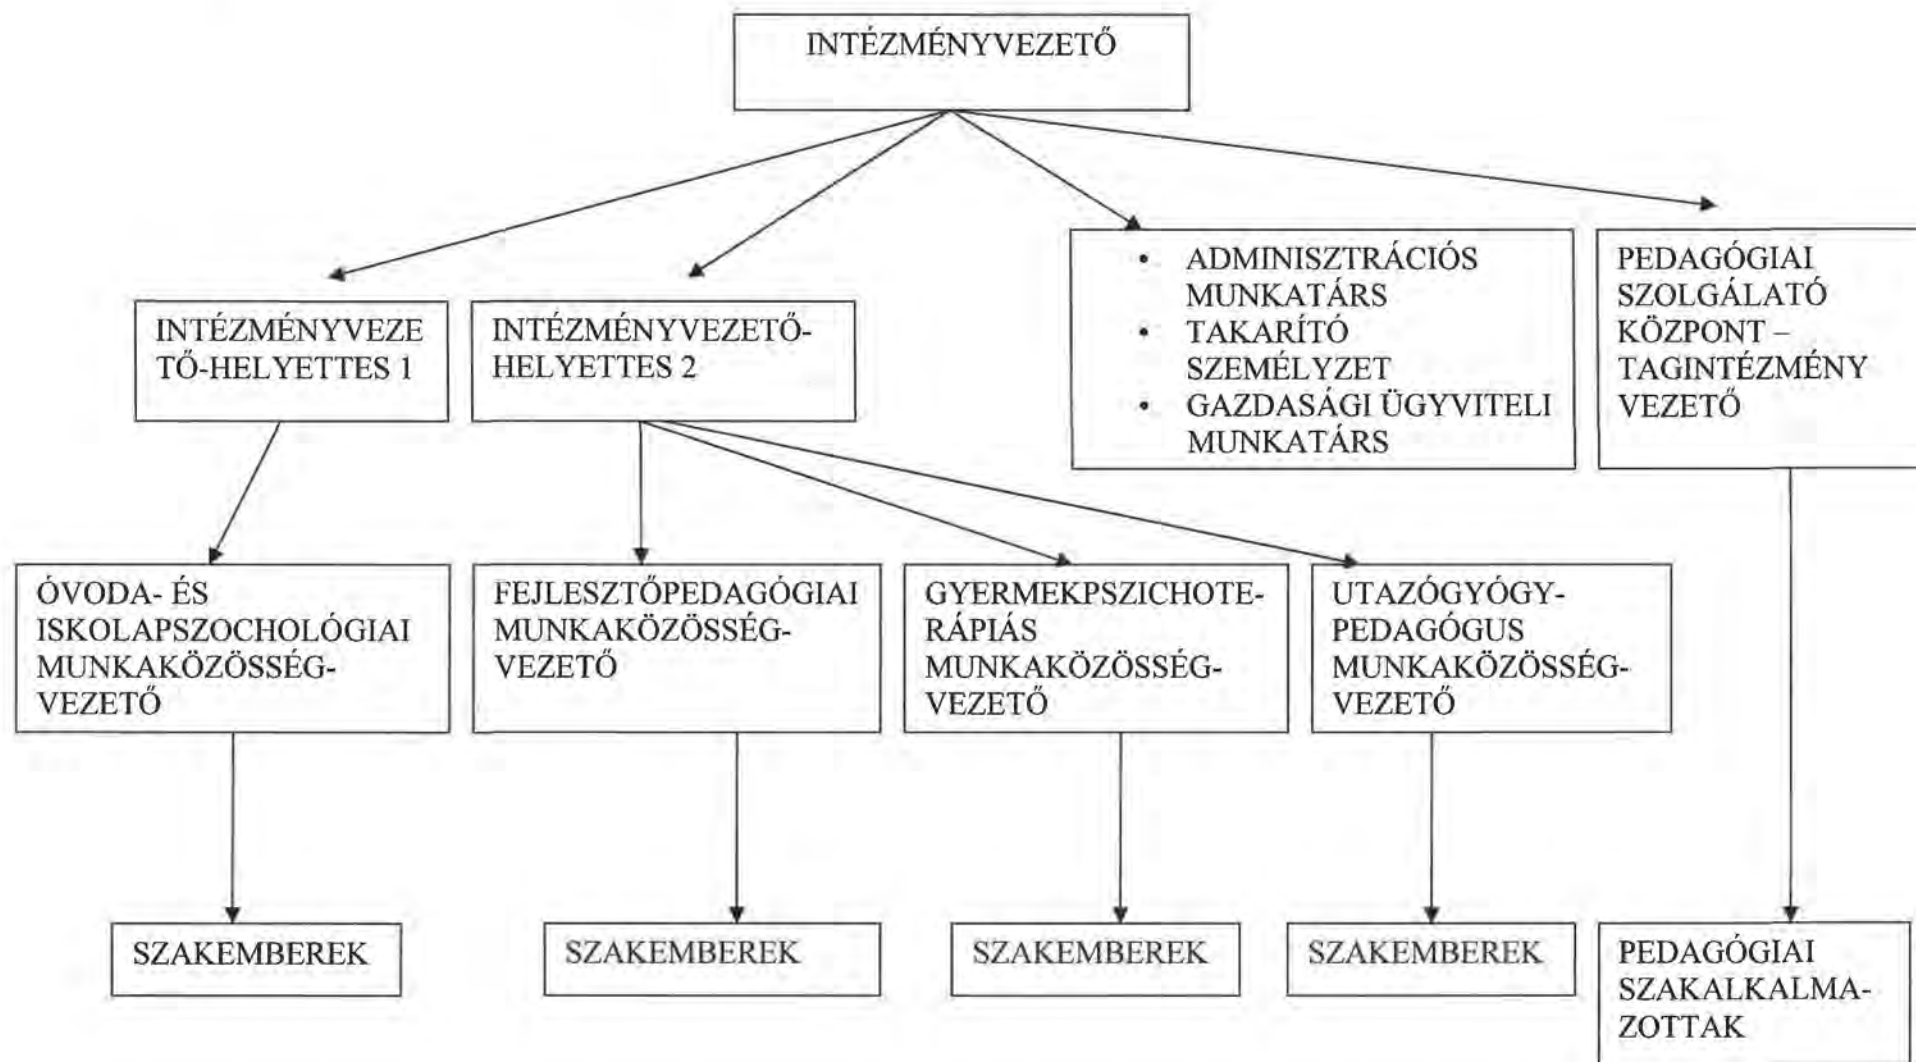 INTÉZMÉNYVEZETŐ
INTÉZMÉNYVEZE
TŐ-HELYETTES 1
INTÉZMÉNYVEZETŐ-
HELYETTES 2
• ADMINISZTRÁCIÓS
MUNKATÁRS
• TAKARÍTÓ
SZEMÉLYZET
• GAZDASÁGI ÜGYVITELI
MUNKATÁRS
PEDAGÓGIAI
SZOLGÁLATÓ
KÖZPONT –
TAGINTÉZMÉNY
VEZETŐ
ÓVODA- ÉS
ISKOLAPSZOCHOLÓGIAI
MUNKAKÖZÖSSÉG-
VEZETŐ
FEJLESZTŐPEDAGÓGIAI
MUNKAKÖZÖSSÉG-
VEZETŐ
GYERMEKPSZICHOTE-
RÁPIÁS
MUNKAKÖZÖSSÉG-
VEZETŐ
UTAZÓGYÓGY-
PEDAGÓGUS
MUNKAKÖZÖSSÉG-
VEZETŐ
SZAKEMBEREK
SZAKEMBEREK
SZAKEMBEREK
SZAKEMBEREK
PEDAGÓGIAI
SZAKALKALMA-
ZOTTAK